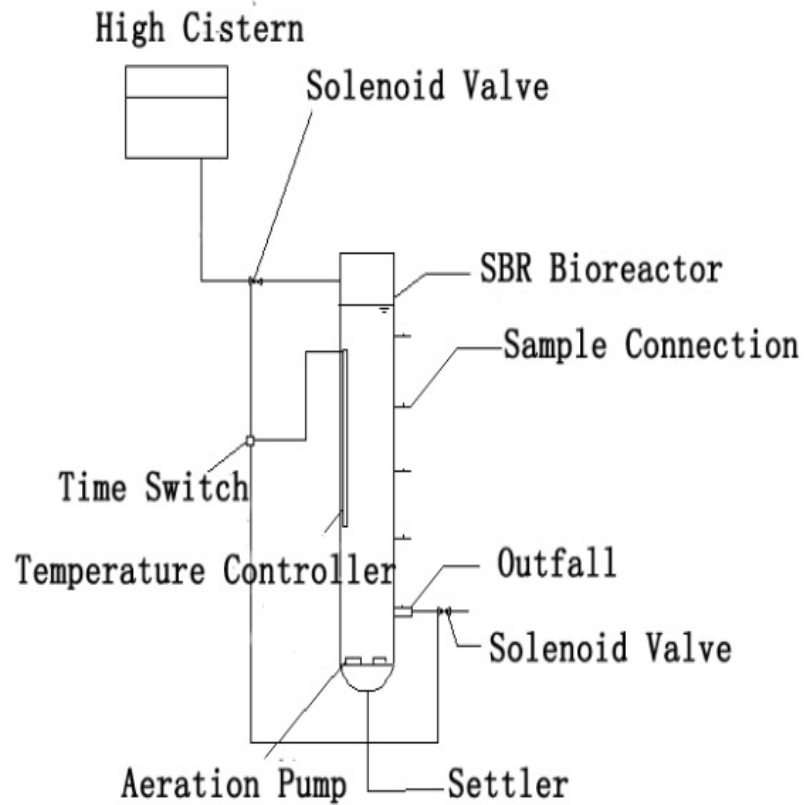 High Cistern
Solenoid Valve
SBR Bioreactor
Sample Connection
Time Switch
Temperature Controller
Outfall
Solenoid Valve
Aeration Pump
Settler